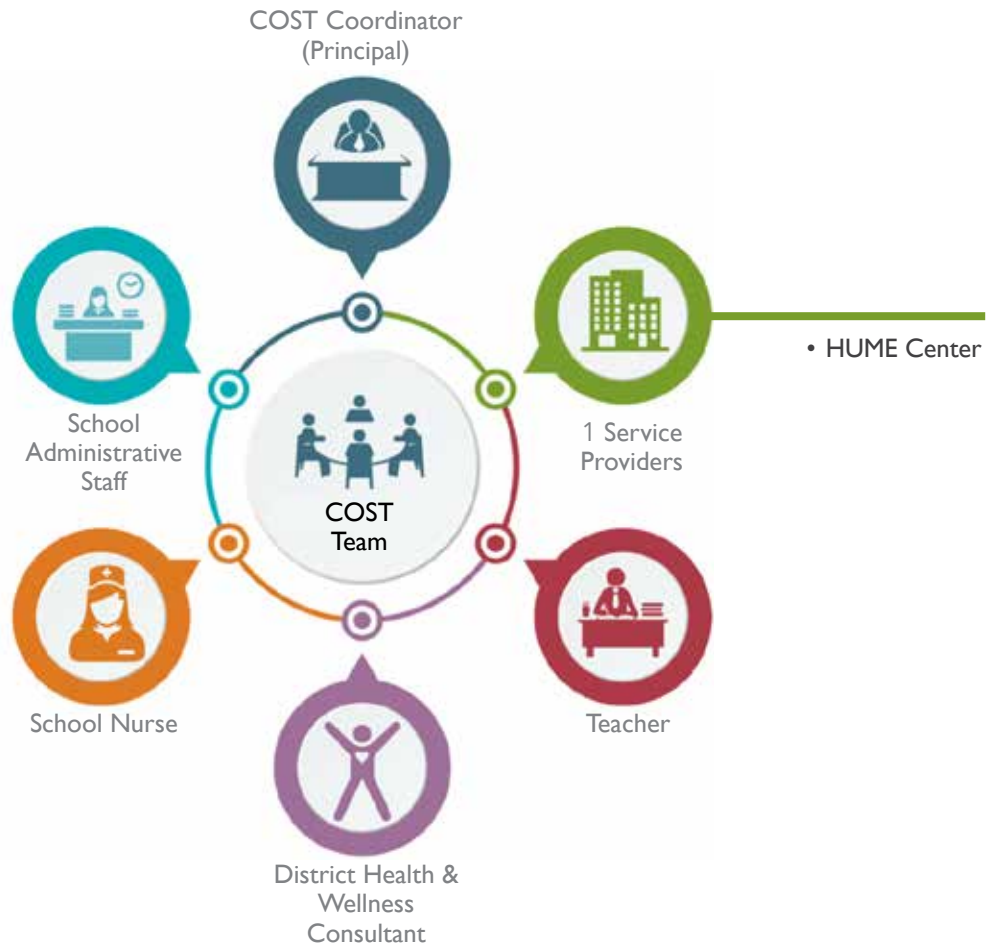 COST Coordinator
(Principal)
• HUME Center
1 Service
Providers
School
Administrative
Staff
COST
Team
School Nurse
Teacher
District Health &
Wellness
Consultant